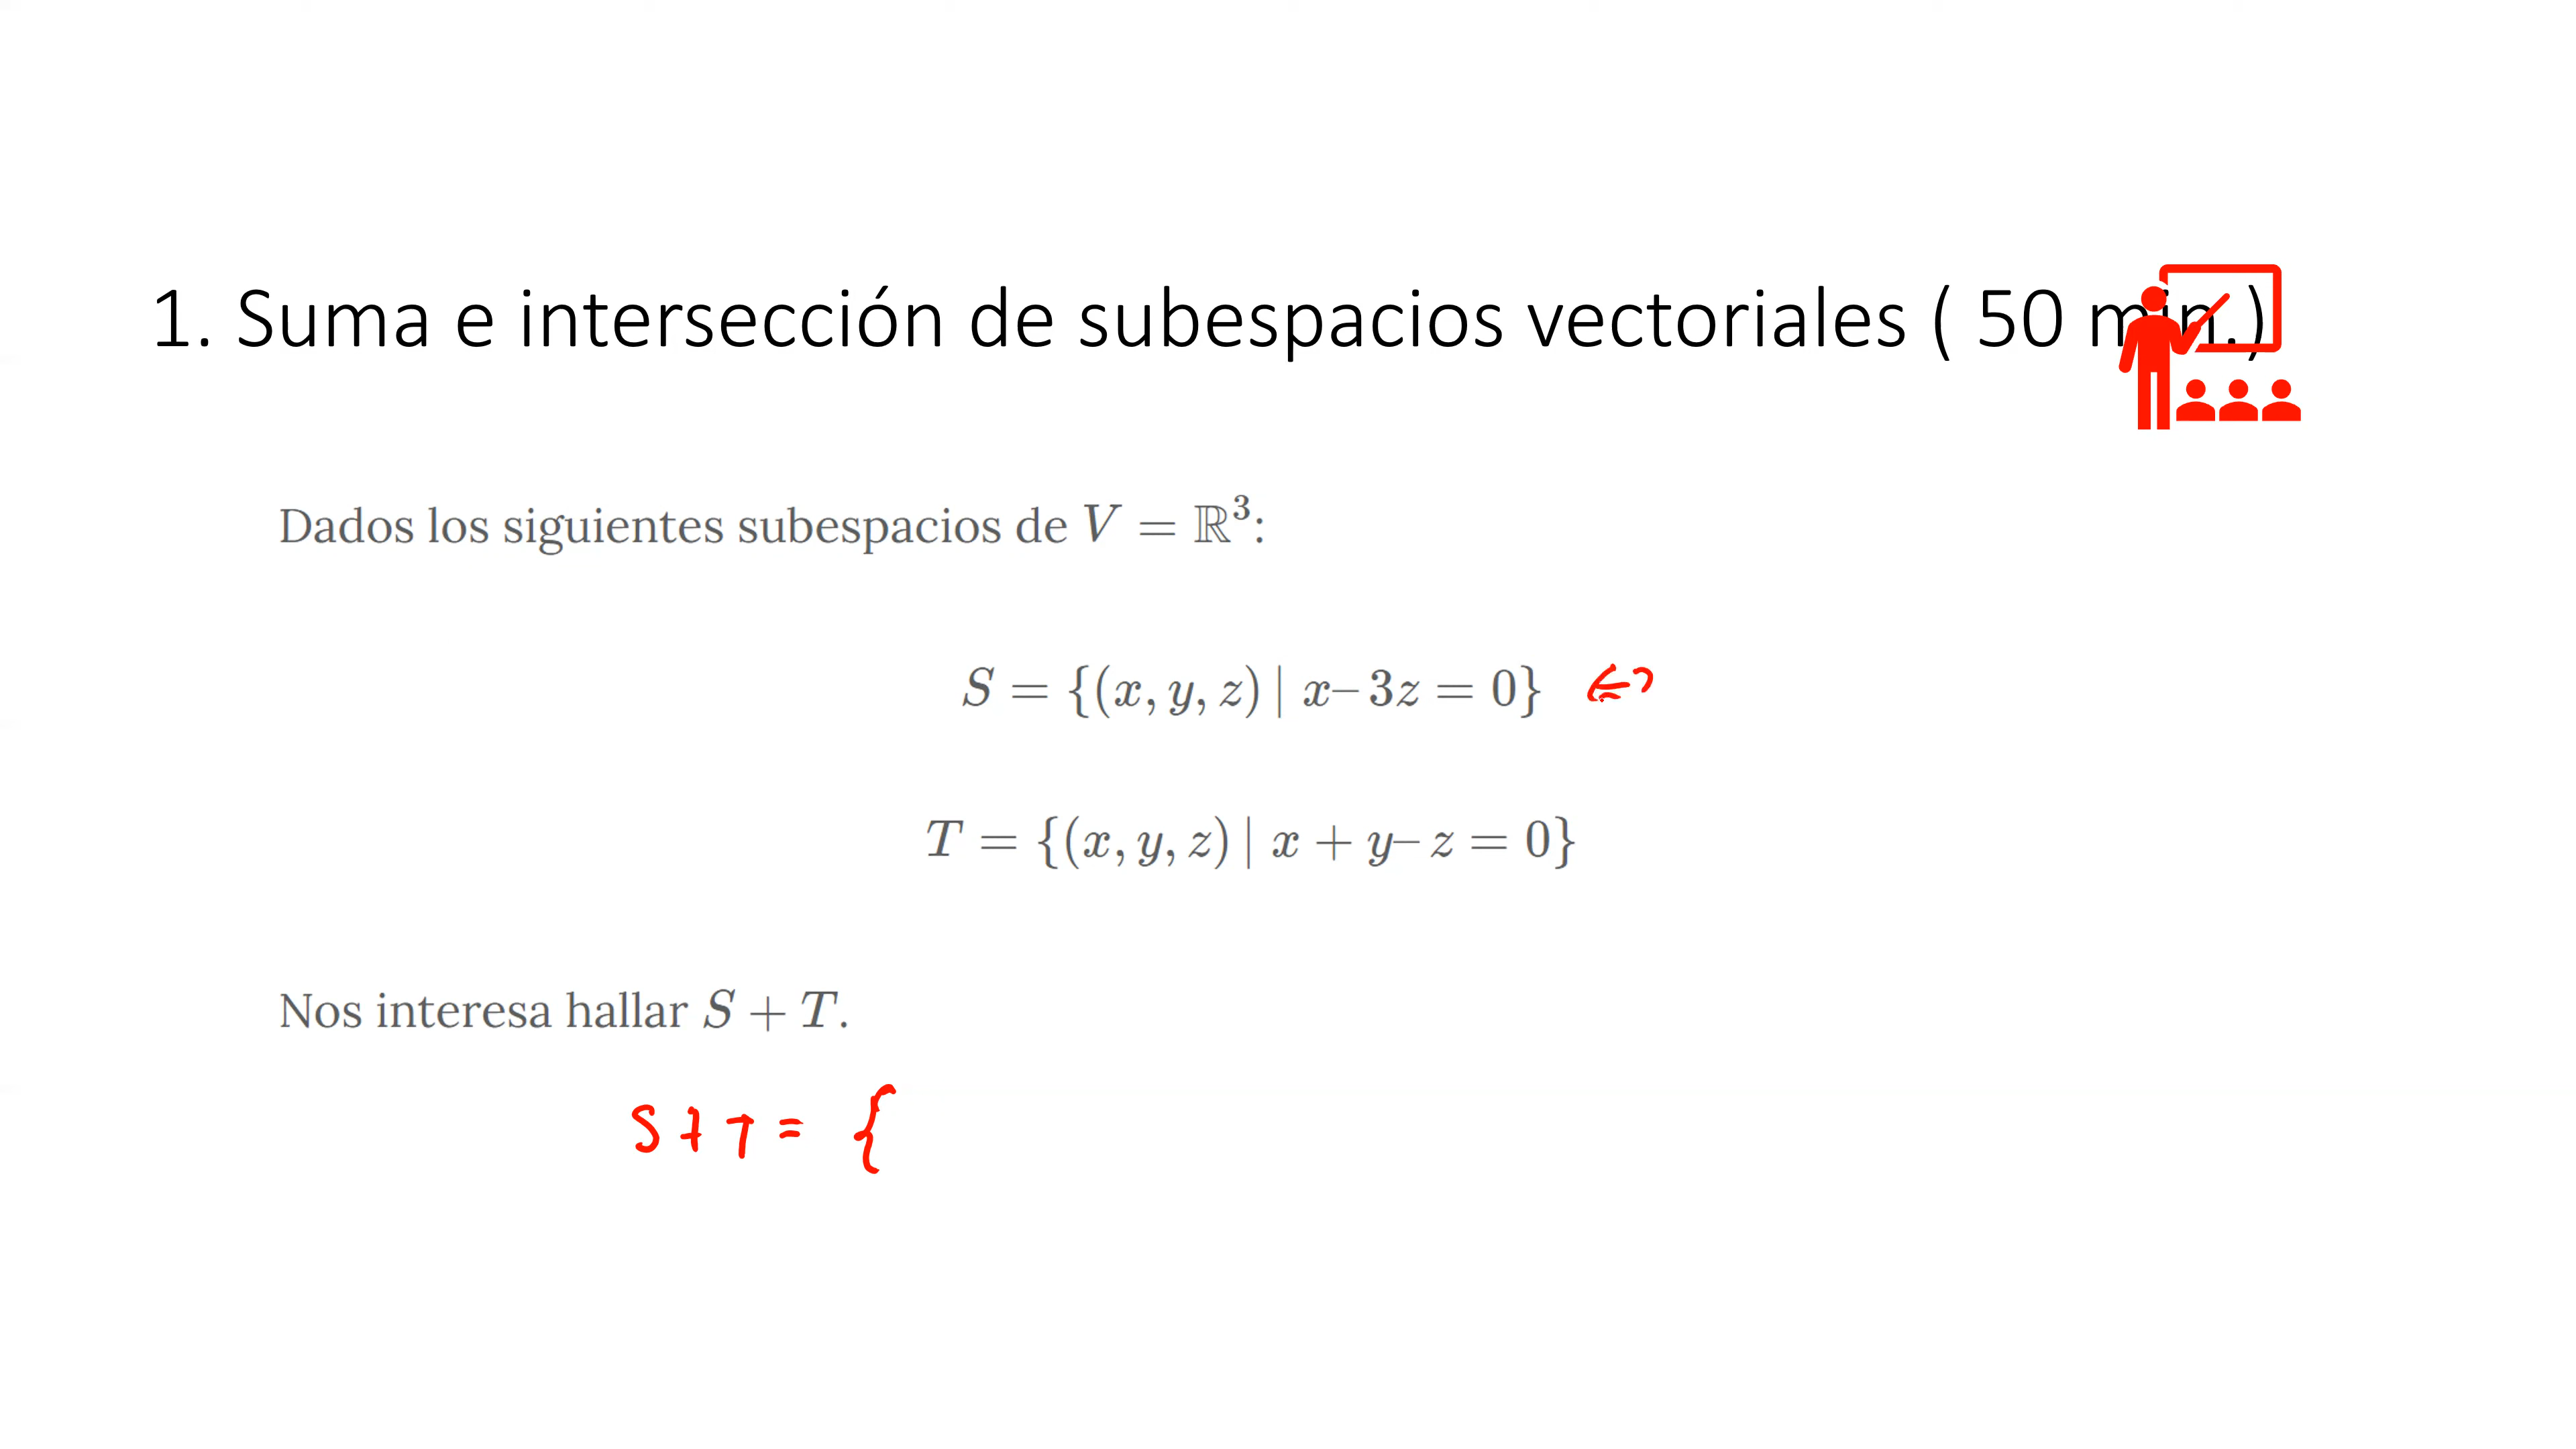 1. Suma e intersección de subespacios vectoriales ( 50 min.)
Dados los siguientes subespacios de V = ℝ³:
S = {(x, y, z) | x– 3z = 0}
T = {(x, y, z) | x + y– z = 0}
Nos interesa hallar S + T.
S + T = {